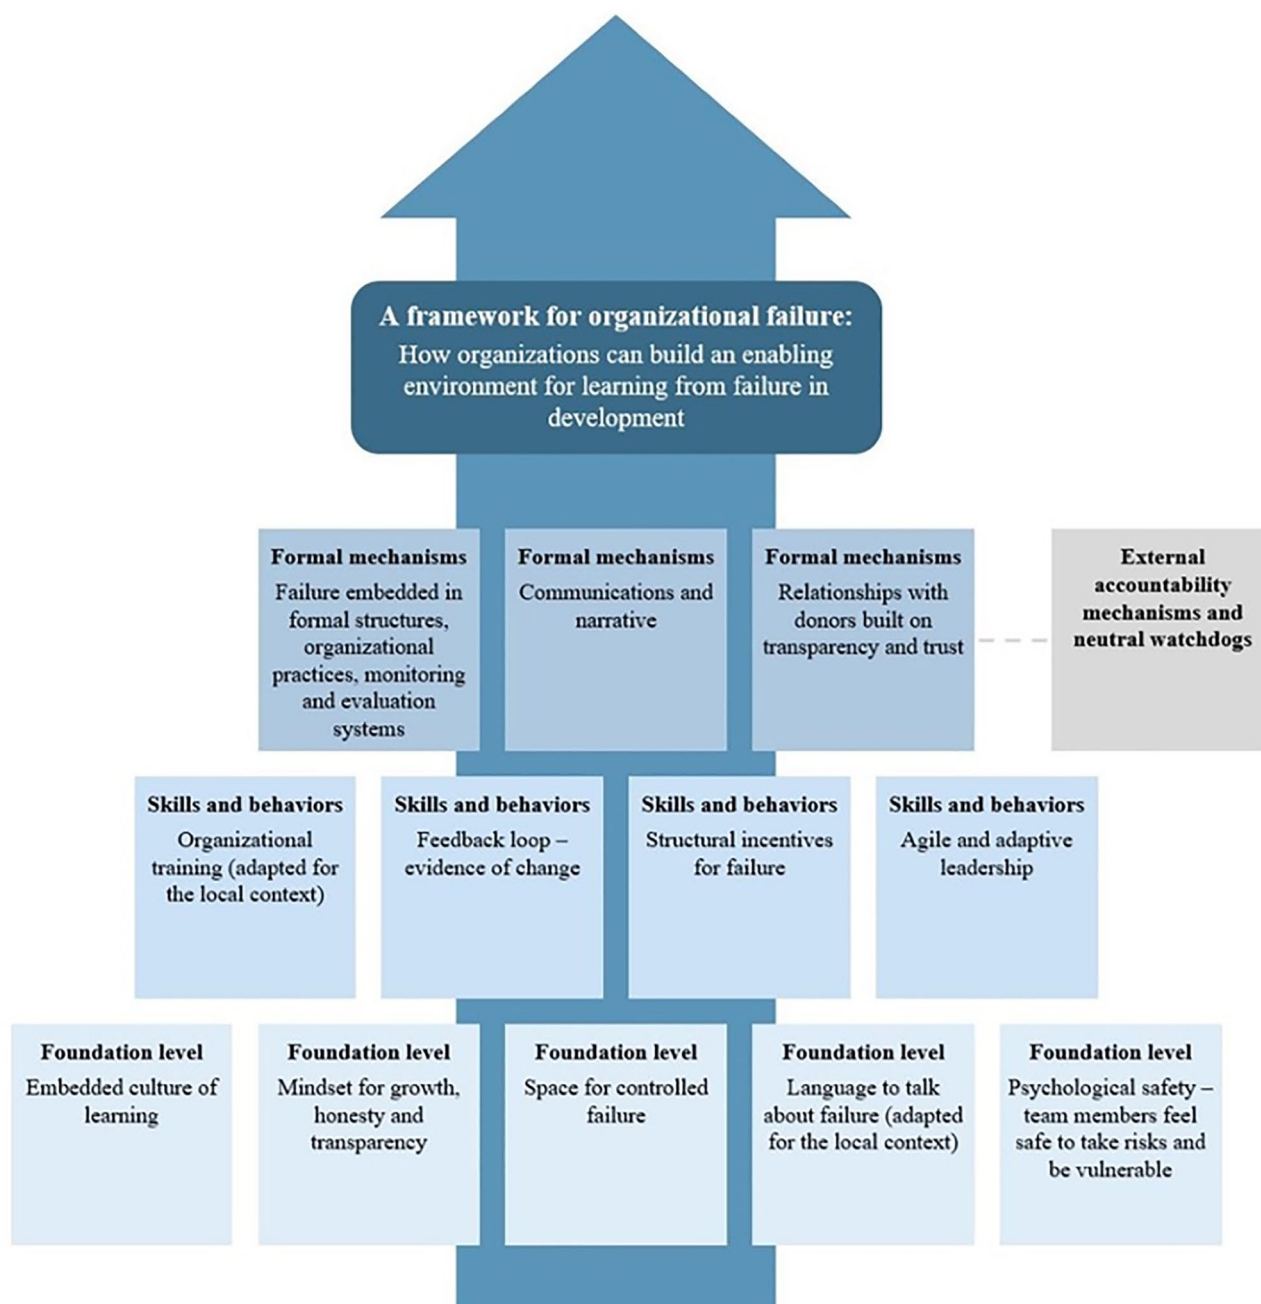 A framework for organizational failure:
How organizations can build an enabling
environment for learning from failure in
development
Formal mechanisms
Failure embedded in
formal structures,
organizational
practices, monitoring
and evaluation
systems
Formal mechanisms
Communications and
narrative
Formal mechanisms
Relationships with
donors built on
transparency and trust
External
accountability
mechanisms and
neutral watchdogs
Skills and behaviors
Organizational
training (adapted for
the local context)
Skills and behaviors
Feedback loop –
evidence of change
Skills and behaviors
Structural incentives
for failure
Skills and behaviors
Agile and adaptive
leadership
Foundation level
Embedded culture of
learning
Foundation level
Mindset for growth,
honesty and
transparency
Foundation level
Space for controlled
failure
Foundation level
Language to talk
about failure (adapted
for the local context)
Foundation level
Psychological safety –
team members feel
safe to take risks and
be vulnerable